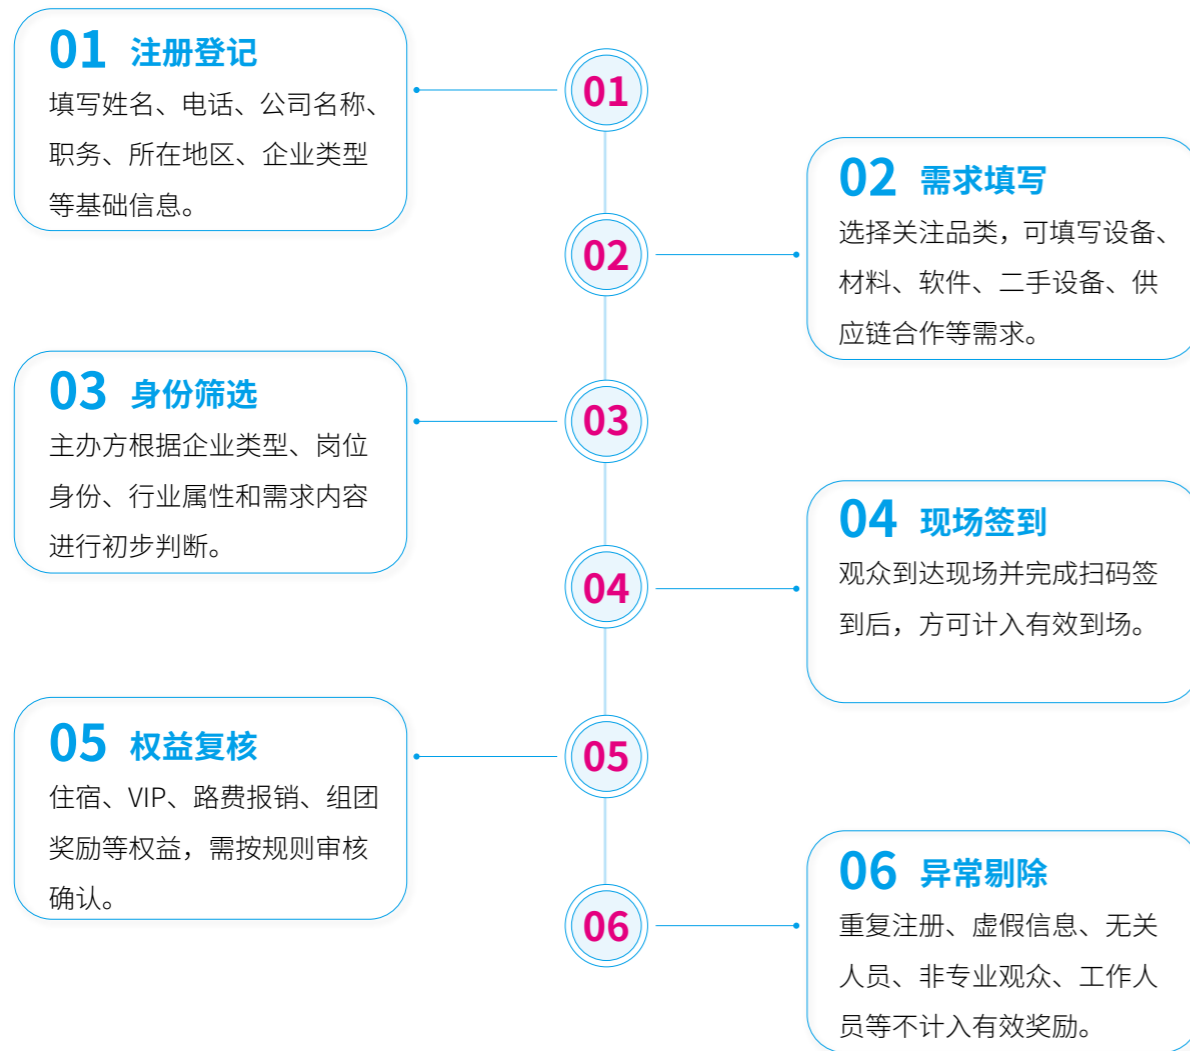 01 注册登记
填写姓名、电话、公司名称、
职务、所在地区、企业类型
等基础信息。
01
02 需求填写
选择关注品类，可填写设备、
材料、软件、二手设备、供
应链合作等需求。
02
03 身份筛选
主办方根据企业类型、岗位
身份、行业属性和需求内容
进行初步判断。
03
04 现场签到
观众到达现场并完成扫码签
到后，方可计入有效到场。
04
05 权益复核
住宿、VIP、路费报销、组团
奖励等权益，需按规则审核
确认。
05
06 异常剔除
重复注册、虚假信息、无关
人员、非专业观众、工作人
员等不计入有效奖励。
06